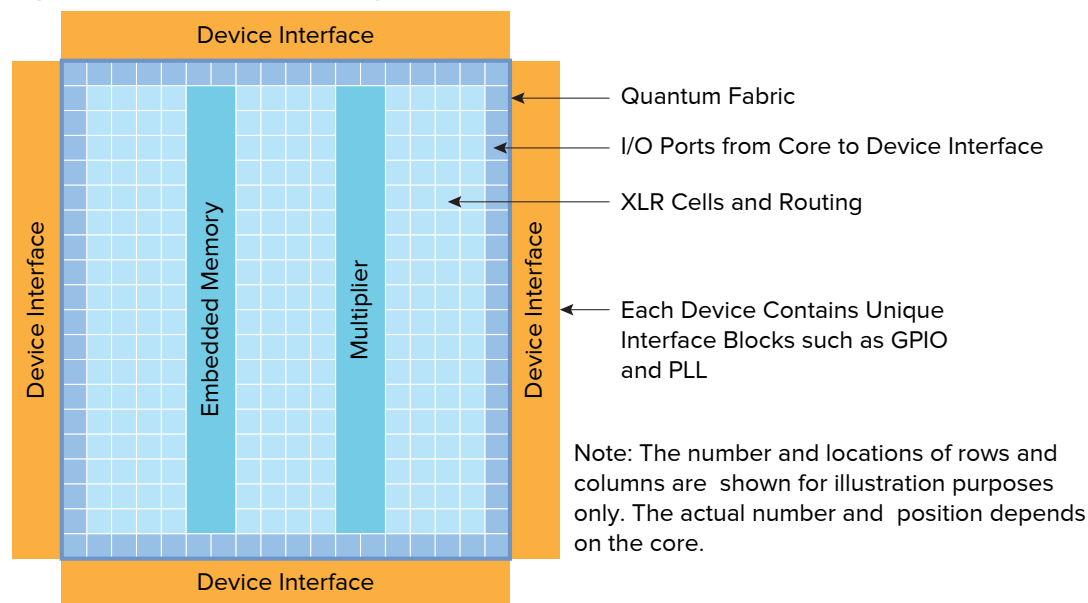 Device Interface
Device Interface
Embedded Memory
Multiplier
Device Interface
Quantum Fabric
I/O Ports from Core to Device Interface
XLR Cells and Routing
Each Device Contains Unique
Interface Blocks such as GPIO
and PLL
Note: The number and locations of rows and
columns are shown for illustration purposes
only. The actual number and position depends
on the core.
Device Interface